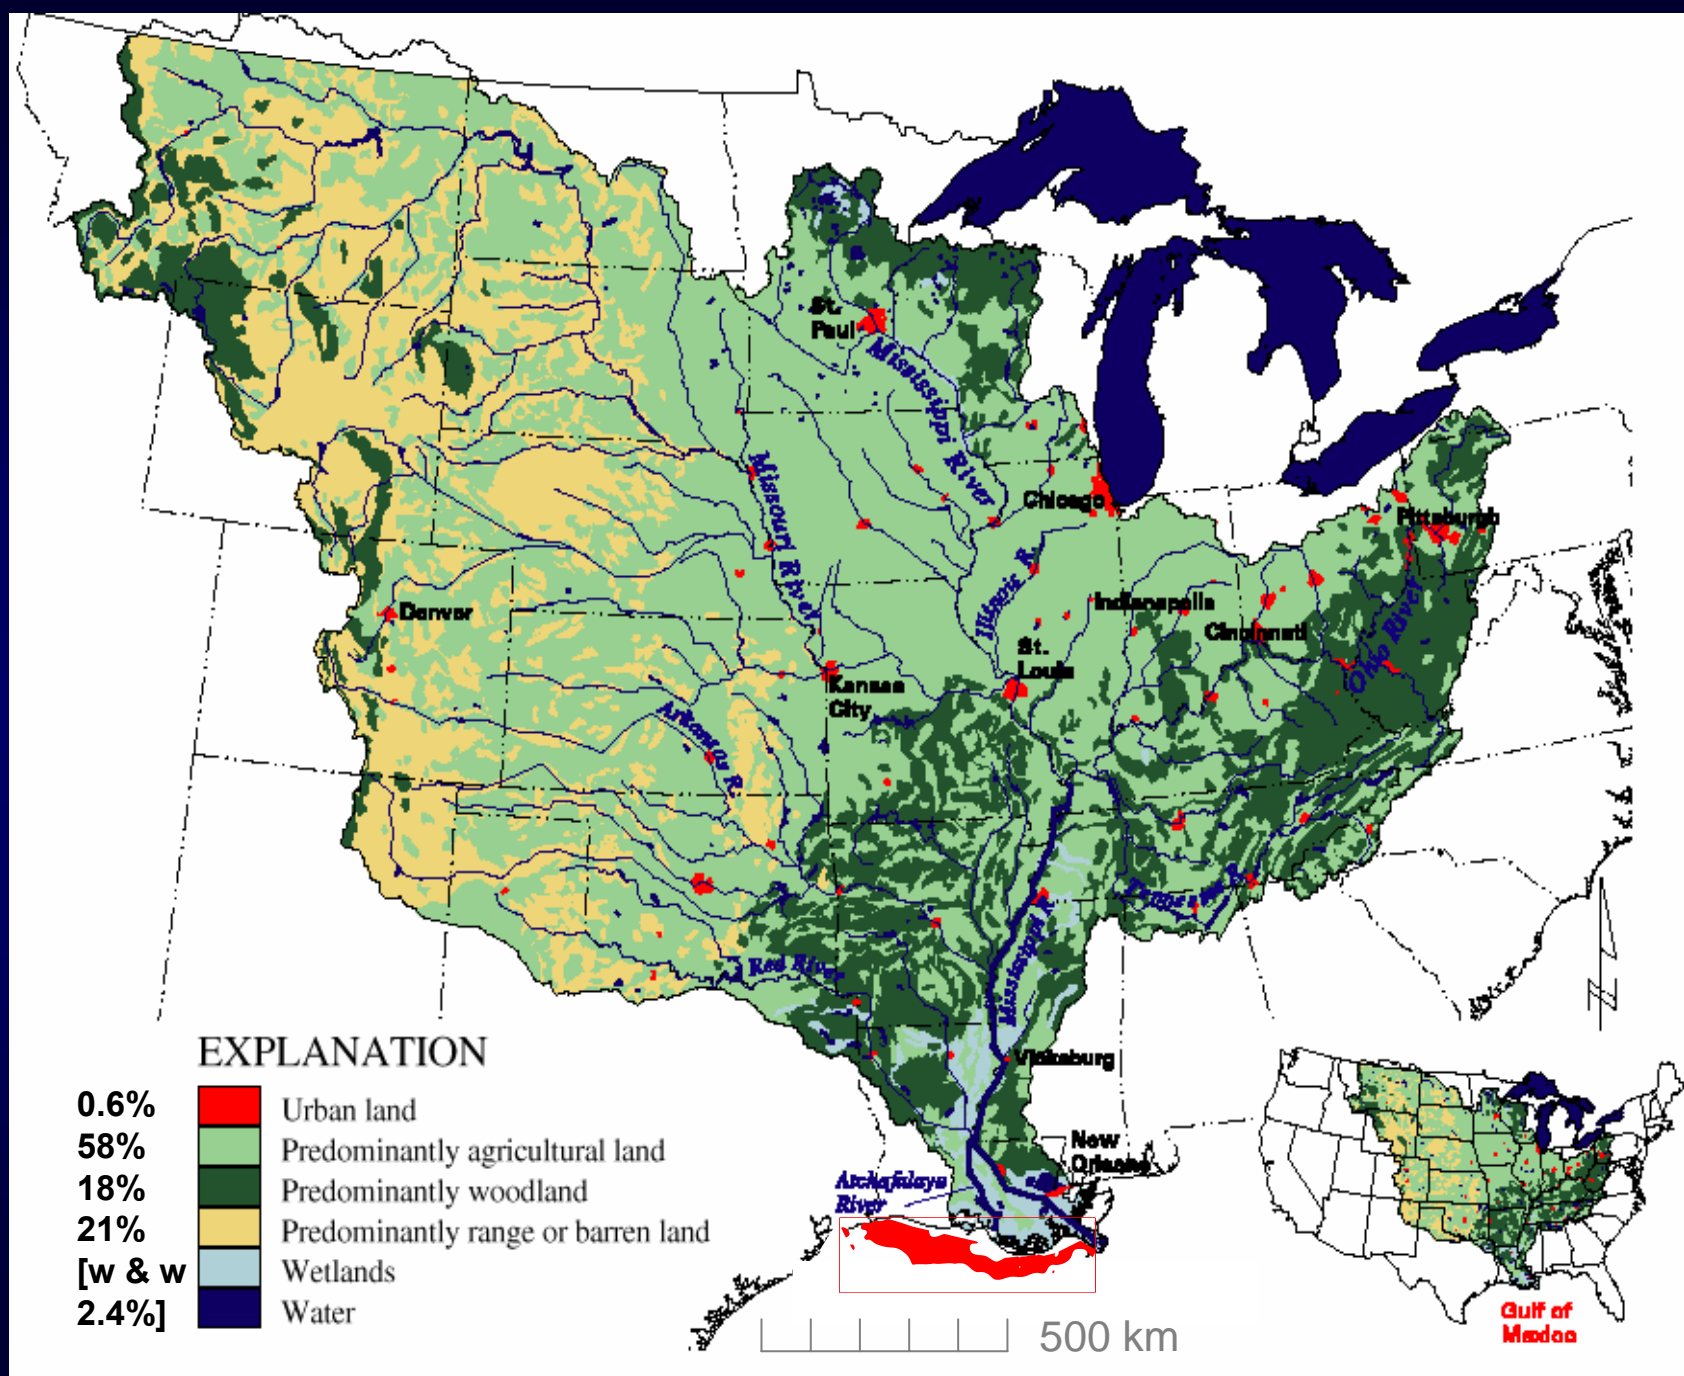 St.
Paul
Mississippi River
Chicago
Pittsburgh
Missouri River
Illinois R.
Indianapolis
Denver
Cincinnati
Ohio River
St.
Louis
Kansas
City
Arkansas R.
Tennessee R.
Mississippi R.
Red River
Vicksburg
New
Orleans
Atchafalaya
River
EXPLANATION
0.6% Urban land
58% Predominantly agricultural land
18% Predominantly woodland
21% Predominantly range or barren land
[w & w Wetlands
2.4%] Water
500 km
Gulf of
Mexico
N